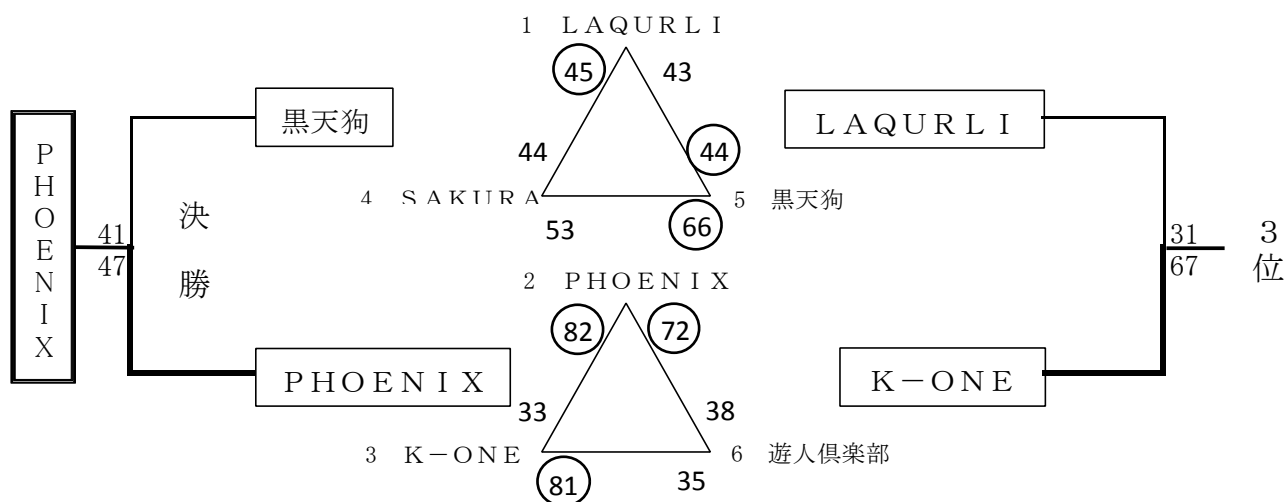 1 ＬＡＱＵＲＬＩ
45 43
黒天狗
ＬＡＱＵＲＬＩ
44 44
4 ＳＡＫＵＲＡ
5 黒天狗
53 66
ＰＨＯＥＮＩＸ
決勝
41
47
31
67
３位
2 ＰＨＯＥＮＩＸ
82 72
ＰＨＯＥＮＩＸ
Ｋ－ＯＮＥ
33 38
3 Ｋ－ＯＮＥ
6 遊人倶楽部
81 35